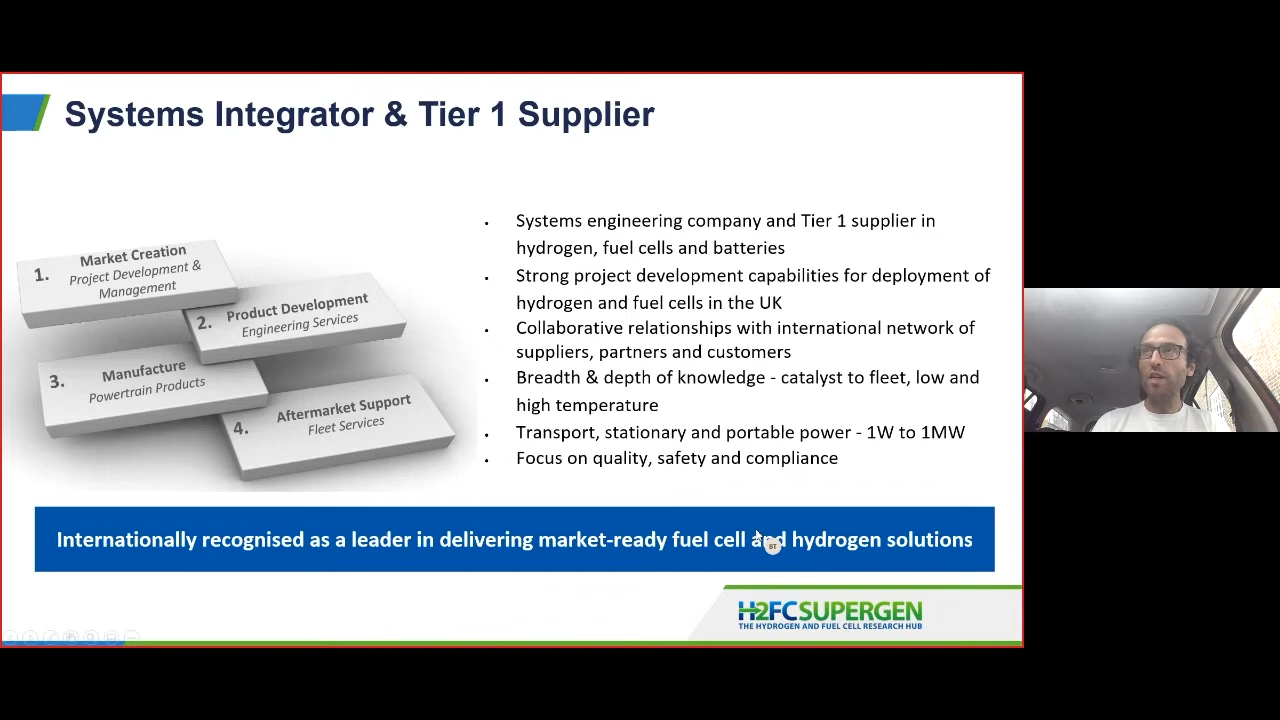 Systems Integrator & Tier 1 Supplier
1.
Market Creation
Project Development &
Management
2.
Product Development
Engineering Services
3.
Manufacture
Powertrain Products
4.
Aftermarket Support
Fleet Services
• Systems engineering company and Tier 1 supplier in
hydrogen, fuel cells and batteries
• Strong project development capabilities for deployment of
hydrogen and fuel cells in the UK
• Collaborative relationships with international network of
suppliers, partners and customers
• Breadth & depth of knowledge - catalyst to fleet, low and
high temperature
• Transport, stationary and portable power - 1W to 1MW
• Focus on quality, safety and compliance
Internationally recognised as a leader in delivering market-ready fuel cell and hydrogen solutions
BT
H2FCSUPERGEN
THE HYDROGEN AND FUEL CELL RESEARCH HUB